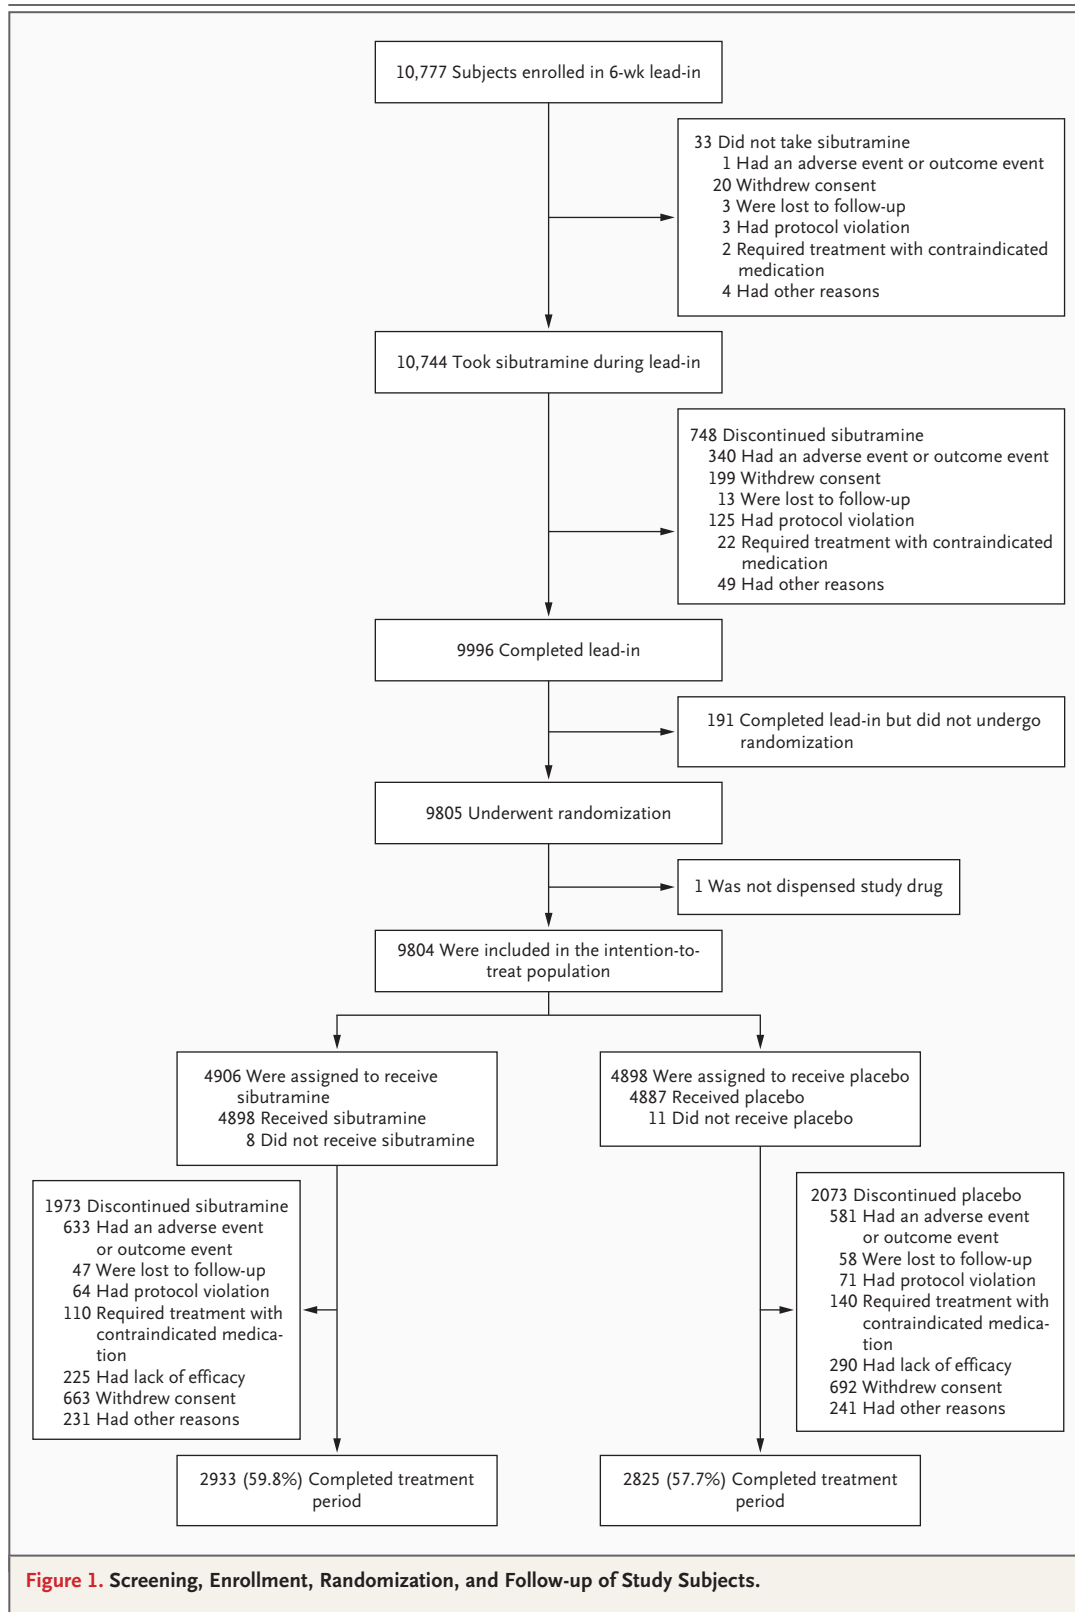 10,777 Subjects enrolled in 6-wk lead-in
33 Did not take sibutramine
1 Had an adverse event or outcome event
20 Withdrew consent
3 Were lost to follow-up
3 Had protocol violation
2 Required treatment with contraindicated
medication
4 Had other reasons
10,744 Took sibutramine during lead-in
748 Discontinued sibutramine
340 Had an adverse event or outcome event
199 Withdrew consent
13 Were lost to follow-up
125 Had protocol violation
22 Required treatment with contraindicated
medication
49 Had other reasons
9996 Completed lead-in
191 Completed lead-in but did not undergo
randomization
9805 Underwent randomization
1 Was not dispensed study drug
9804 Were included in the intention-to-
treat population
4906 Were assigned to receive
sibutramine
4898 Received sibutramine
8 Did not receive sibutramine
4898 Were assigned to receive placebo
4887 Received placebo
11 Did not receive placebo
1973 Discontinued sibutramine
633 Had an adverse event
or outcome event
47 Were lost to follow-up
64 Had protocol violation
110 Required treatment with
contraindicated medica-
tion
225 Had lack of efficacy
663 Withdrew consent
231 Had other reasons
2073 Discontinued placebo
581 Had an adverse event
or outcome event
58 Were lost to follow-up
71 Had protocol violation
140 Required treatment with
contraindicated medica-
tion
290 Had lack of efficacy
692 Withdrew consent
241 Had other reasons
2933 (59.8%) Completed treatment
period
2825 (57.7%) Completed treatment
period
Figure 1. Screening, Enrollment, Randomization, and Follow-up of Study Subjects.